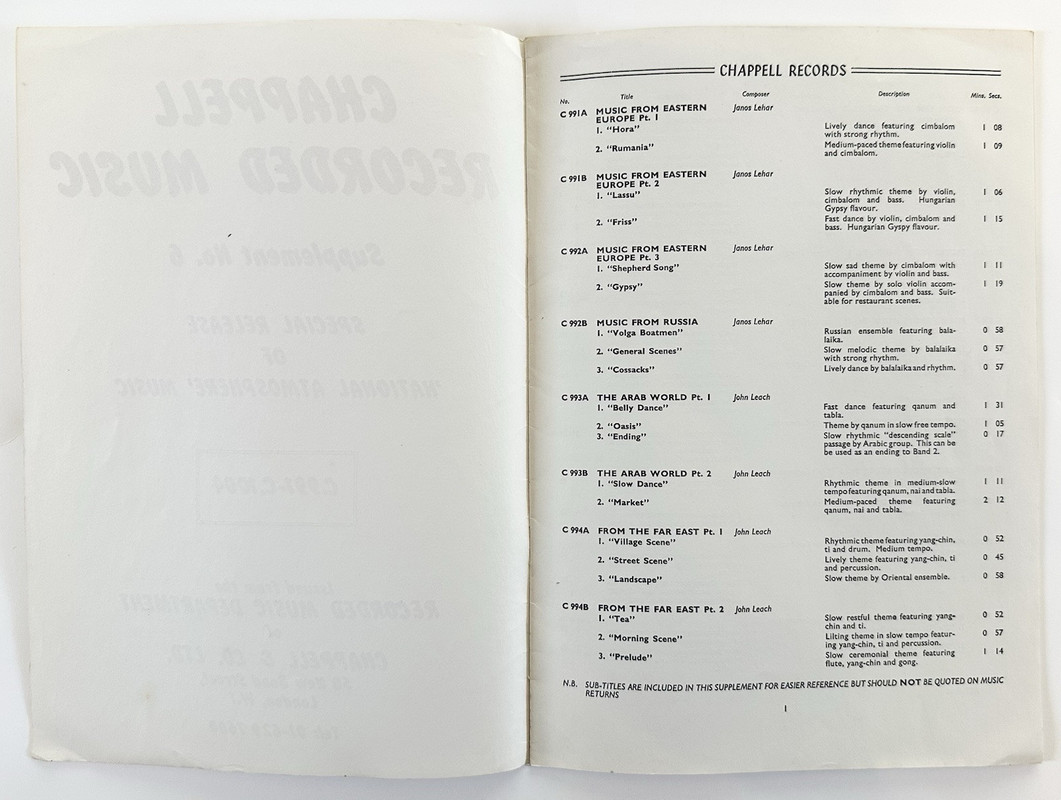 CHAPPELL
RECORDED MUSIC
Supplement No. 6
SPECIAL RELEASE
OF
'NATIONAL ATMOSPHERE' MUSIC
RECORDED MUSIC DEPARTMENT
CHAPPELL RECORDS
No. Title Composer Description Mins. Secs.
C 991A MUSIC FROM EASTERN Janos Lehar
EUROPE Pt. 1
1. "Hora" Lively dance featuring cimbalom 1 08
with strong rhythm.
2. "Rumania" Medium-paced theme featuring violin 1 09
and cimbalom.
C 991B MUSIC FROM EASTERN Janos Lehar
EUROPE Pt. 2
1. "Lassu" Slow rhythmic theme by violin, 1 06
cimbalom and bass. Hungarian
Gypsy flavour.
2. "Friss" Fast dance by violin, cimbalom and 1 15
bass. Hungarian Gyspy flavour.
C 992A MUSIC FROM EASTERN Janos Lehar
EUROPE Pt. 3
1. "Shepherd Song" Slow sad theme by cimbalom with 1 11
accompaniment by violin and bass.
2. "Gypsy" Slow theme by solo violin accom- 1 19
panied by cimbalom and bass. Suit-
able for restaurant scenes.
C 992B MUSIC FROM RUSSIA Janos Lehar
1. "Volga Boatmen" Russian ensemble featuring bala- 0 58
laika.
2. "General Scenes" Slow melodic theme by balalaika 0 57
with strong rhythm.
3. "Cossacks" Lively dance by balalaika and rhythm. 0 57
C 993A THE ARAB WORLD Pt. 1 John Leach
1. "Belly Dance" Fast dance featuring qanum and 1 31
tabla.
2. "Oasis" Theme by qanum in slow free tempo. 1 05
3. "Ending" Slow rhythmic "descending scale" 0 17
passage by Arabic group. This can be
be used as an ending to Band 2.
C 993B THE ARAB WORLD Pt. 2 John Leach
1. "Slow Dance" Rhythmic theme in medium-slow 1 11
tempo featuring qanum, nai and tabla.
2. "Market" Medium-paced theme featuring 2 12
qanum, nai and tabla.
C 994A FROM THE FAR EAST Pt. 1 John Leach
1. "Village Scene" Rhythmic theme featuring yang-chin, 0 52
ti and drum. Medium tempo.
2. "Street Scene" Lively theme featuring yang-chin, ti 0 45
and percussion.
3. "Landscape" Slow theme by Oriental ensemble. 0 58
C 994B FROM THE FAR EAST Pt. 2 John Leach
1. "Tea" Slow restful theme featuring yang- 0 52
chin and ti.
2. "Morning Scene" Lilting theme in slow tempo featur- 0 57
ing yang-chin, ti and percussion.
3. "Prelude" Slow ceremonial theme featuring 1 14
flute, yang-chin and gong.
N.B. SUB-TITLES ARE INCLUDED IN THIS SUPPLEMENT FOR EASIER REFERENCE BUT SHOULD NOT BE QUOTED ON MUSIC
RETURNS
1